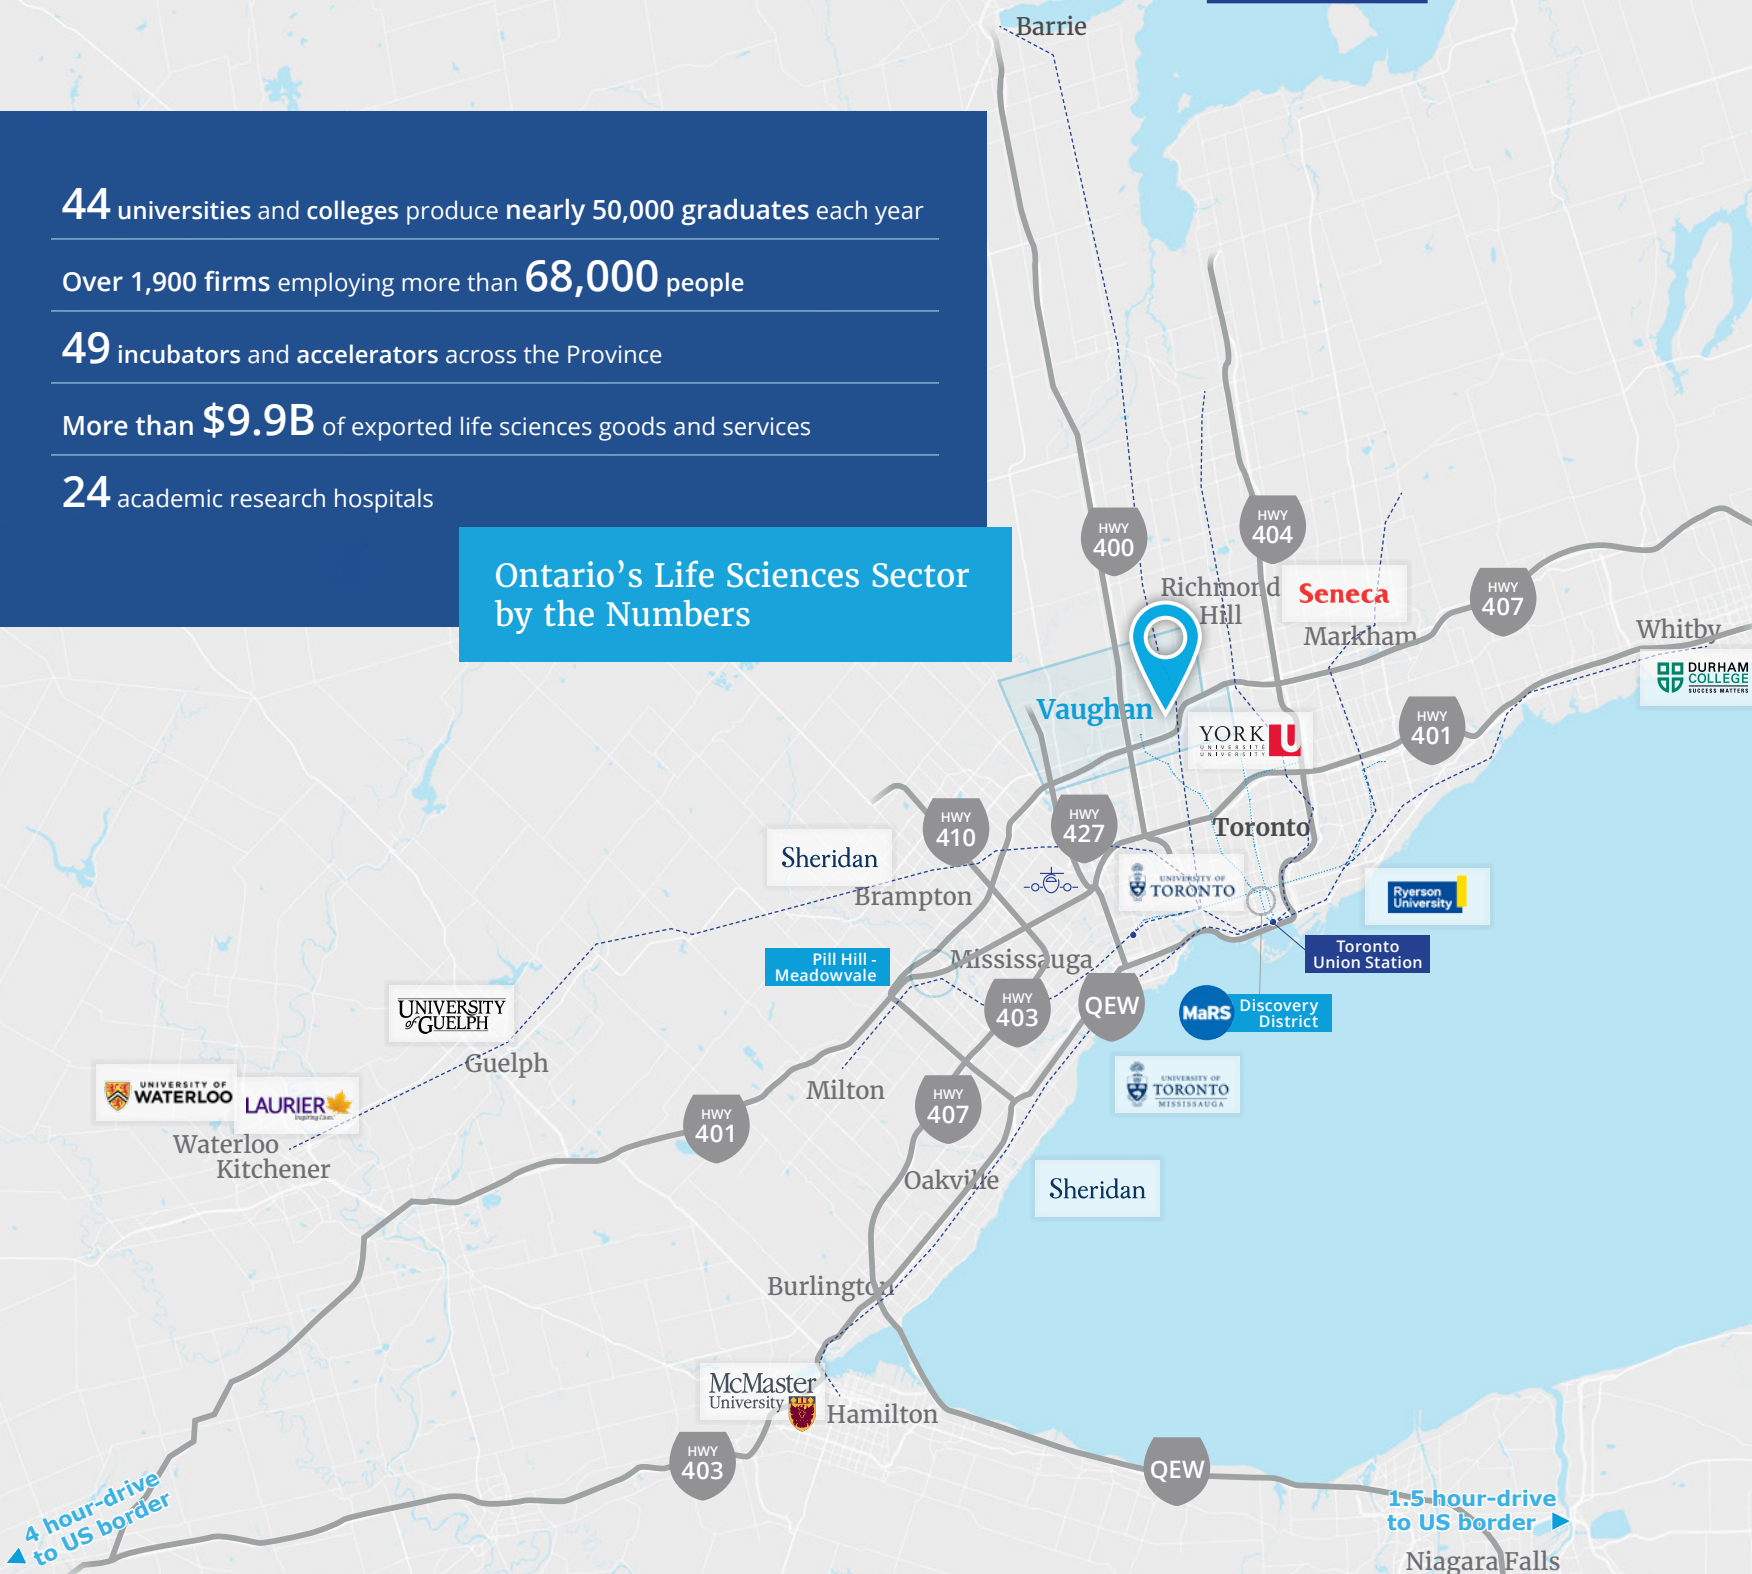 Barrie
44 universities and colleges produce nearly 50,000 graduates each year
Over 1,900 firms employing more than 68,000 people
49 incubators and accelerators across the Province
More than $9.9B of exported life sciences goods and services
24 academic research hospitals
Ontario's Life Sciences Sector
by the Numbers
HWY
400
HWY
404
Richmond
Hill
Seneca
Markham
HWY
407
Whitby
DURHAM
COLLEGE
SUCCESS MATTERS
Vaughan
YORK U
UNIVERSITÉ
UNIVERSITY
HWY
401
HWY
410
HWY
427
Toronto
Sheridan
Brampton
UNIVERSITY OF
TORONTO
Ryerson
University
Toronto
Union Station
Pill Hill -
Meadowvale
Mississauga
HWY
403
QEW
MaRS
Discovery
District
UNIVERSITY
of GUELPH
Guelph
UNIVERSITY OF
WATERLOO
LAURIER
Inspiring Lives.
Waterloo
Kitchener
Milton
HWY
401
HWY
407
UNIVERSITY OF
TORONTO
MISSISSAUGA
Oakville
Sheridan
Burlington
McMaster
University
Hamilton
HWY
403
QEW
4 hour-drive
to US border
1.5 hour-drive
to US border
Niagara Falls